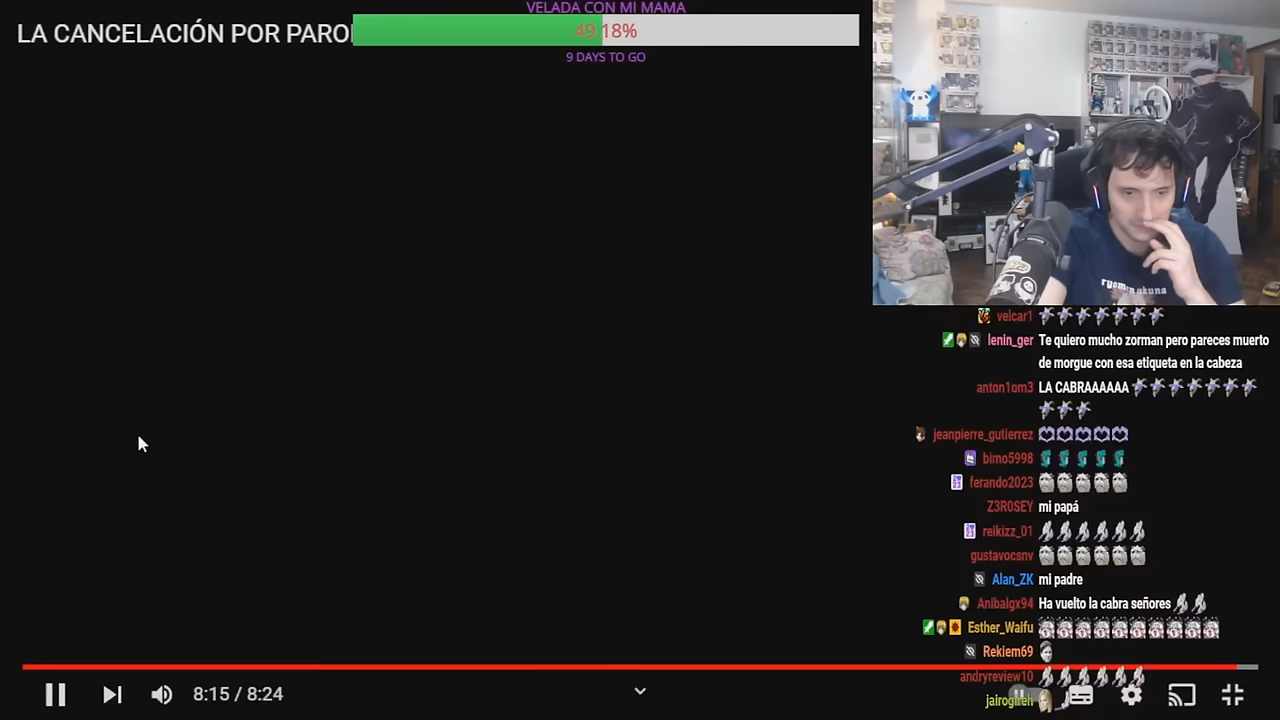 VELADA CON MI MAMA
LA CANCELACIÓN POR PARO
49.18%
9 DAYS TO GO
velcar1
lenin_ger Te quiero mucho zorman pero pareces muerto
de morgue con esa etiqueta en la cabeza
anton1om3 LA CABRAAAAAA
jeanpierre_gutierrez
bimo5998
ferando2023
Z3R0SEY mi papá
relkizz_01
gustavocsnv
Alan_ZK mi padre
Anibalgx94 Ha vuelto la cabra señores
Esther_Waifu
Rekiem69
andryreview10
8:15 / 8:24